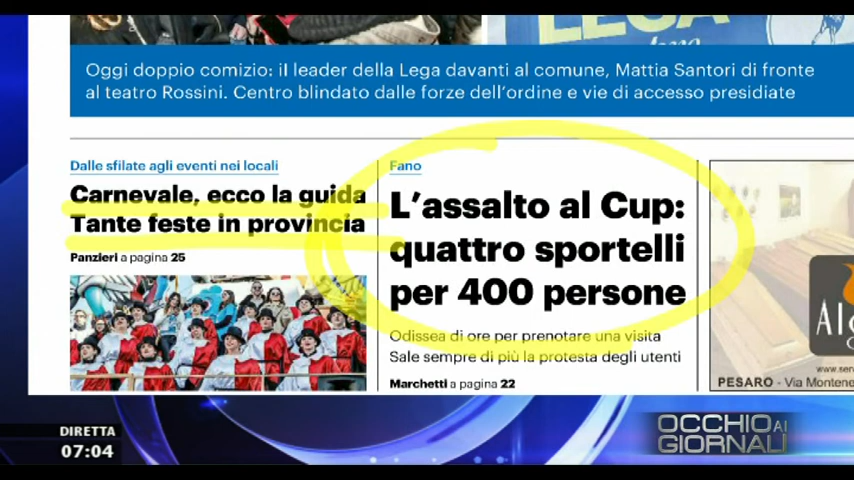 LEGA
Oggi doppio comizio: il leader della Lega davanti al comune, Mattia Santori di fronte
al teatro Rossini. Centro blindato dalle forze dell'ordine e vie di accesso presidiate
Dalle sfilate agli eventi nei locali
Carnevale, ecco la guida
Tante feste in provincia
Panzieri a pagina 25
Fano
L'assalto al Cup:
quattro sportelli
per 400 persone
Odissea di ore per prenotare una visita
Sale sempre di più la protesta degli utenti
Marchetti a pagina 22
PESARO - Via
DIRETTA
07:04
OCCHIO AI
GIORNALI